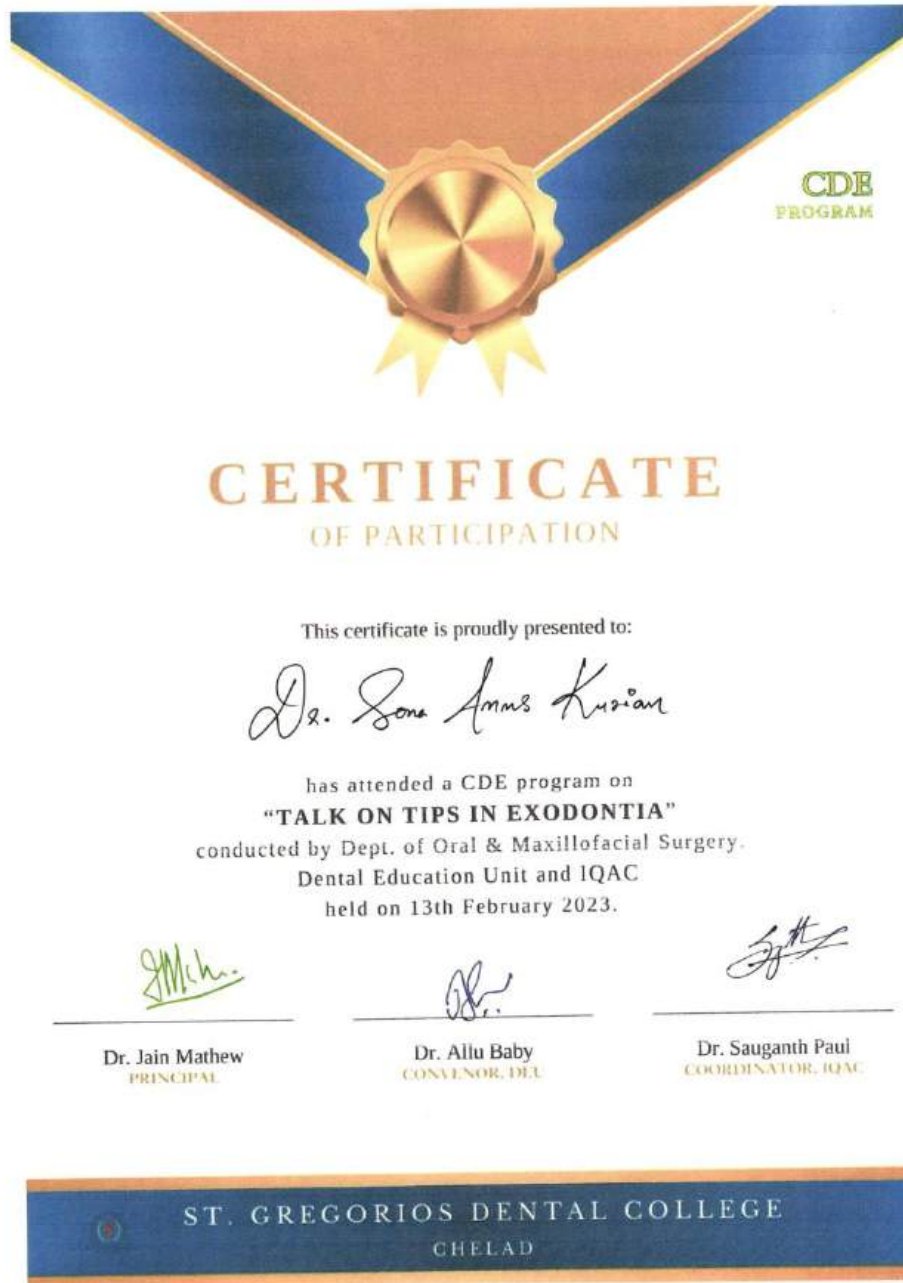 CDE
PROGRAM
CERTIFICATE
OF PARTICIPATION
This certificate is proudly presented to:
Dr. Sona Anns Kurian
has attended a CDE program on
“TALK ON TIPS IN EXODONTIA”
conducted by Dept. of Oral & Maxillofacial Surgery.
Dental Education Unit and IQAC
held on 13th February 2023.
Dr. Jain Mathew
PRINCIPAL
Dr. Allu Baby
CONVENOR, DEU
Dr. Sauganth Paul
COORDINATOR, IQAC
ST. GREGORIOS DENTAL COLLEGE
CHELAD